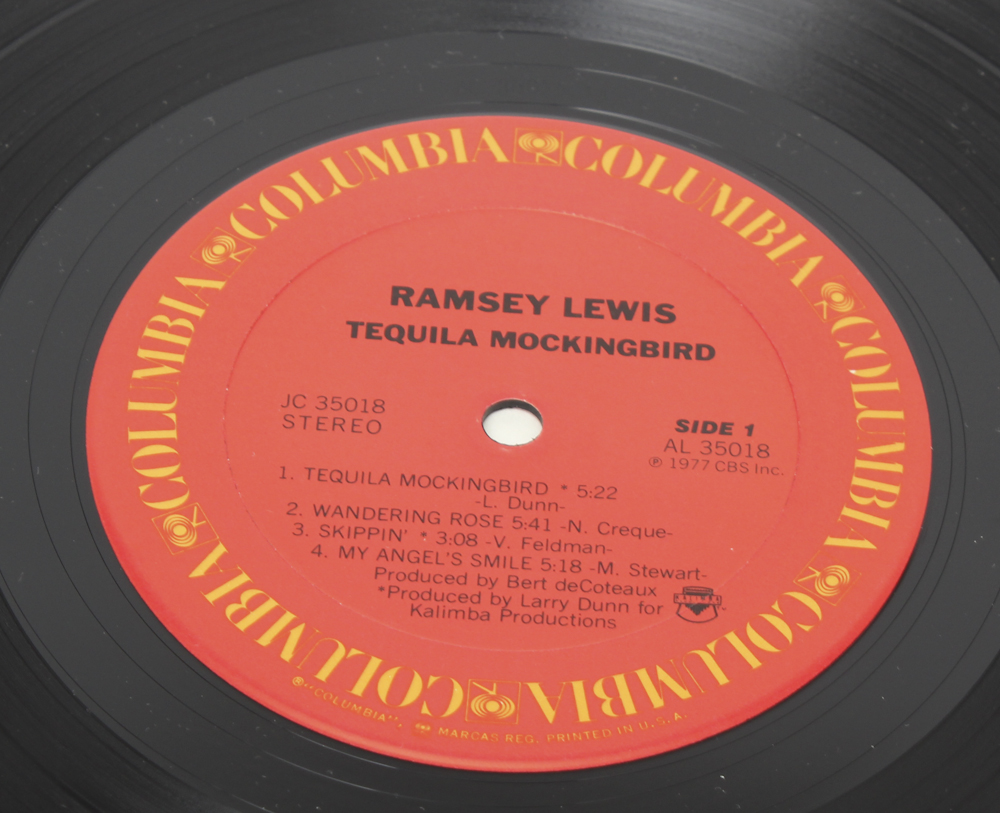 COLUMBIA COLUMBIA COLUMBIA COLUMBIA COLUMBIA COLUMBIA
RAMSEY LEWIS
TEQUILA MOCKINGBIRD
JC 35018
STEREO
SIDE 1
AL 35018
℗ 1977 CBS Inc.
1. TEQUILA MOCKINGBIRD * 5:22
-L. Dunn-
2. WANDERING ROSE 5:41 -N. Creque-
3. SKIPPIN' * 3:08 -V. Feldman-
4. MY ANGEL'S SMILE 5:18 -M. Stewart-
Produced by Bert deCoteaux
*Produced by Larry Dunn for
Kalimba Productions
"COLUMBIA", MARCAS REG. PRINTED IN U.S.A.